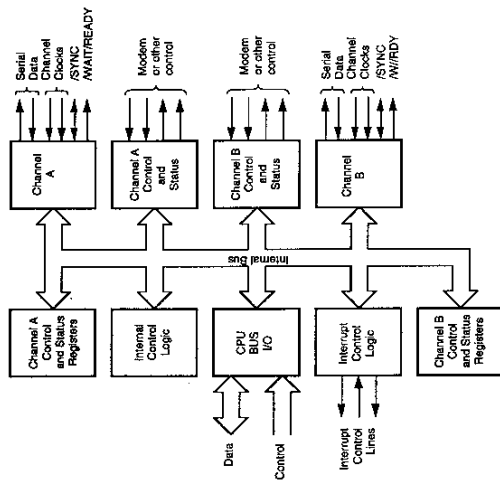 Serial
Data
Channel
Clocks
/SYNC
/WAIT/READY
Modem
or other
control
Modem
or other
control
Serial
Data
Channel
Clocks
/SYNC
/W//RDY
Channel
A
Channel A
Control
and
Status
Channel B
Control
and
Status
Channel
B
Internal Bus
Channel A
Control
and Status
Registers
Internal
Control
Logic
CPU
BUS
I/O
Interrupt
Control
Logic
Channel B
Control
and Status
Registers
Data
Control
Interrupt
Control
Lines